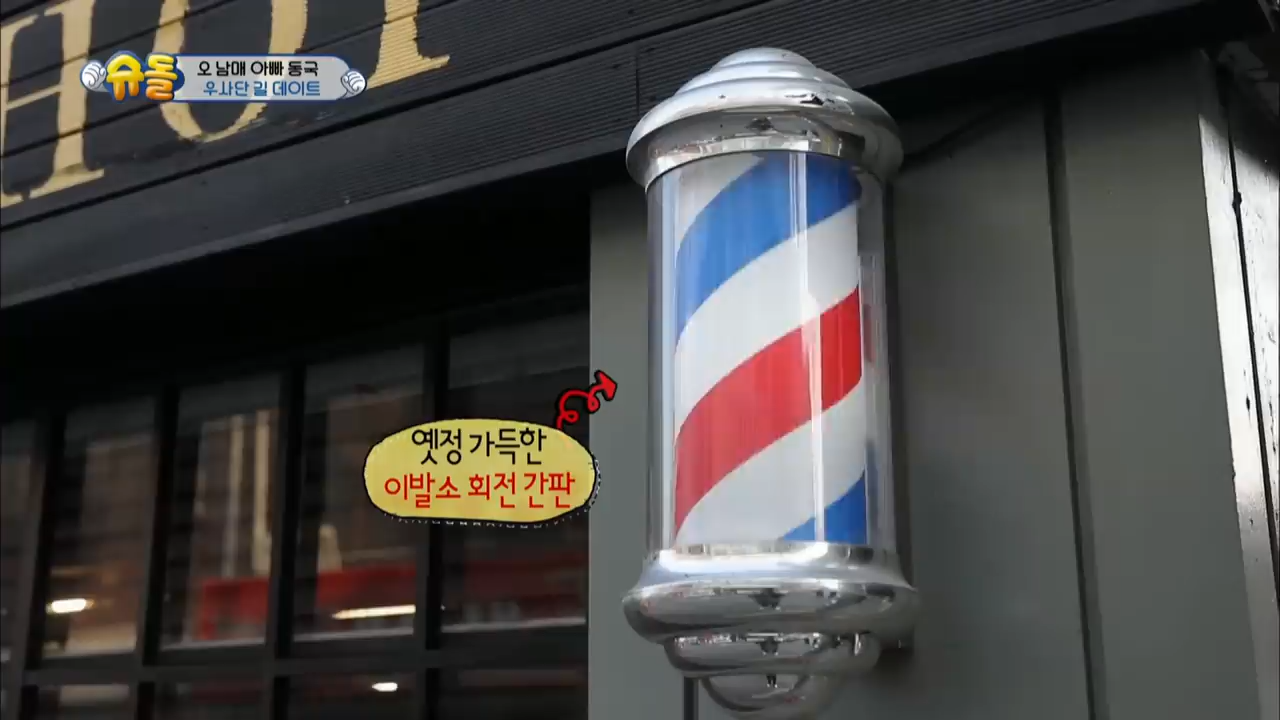 HOP
슈돌
오 남매 아빠 동국
우사단 길 데이트
옛정 가득한
이발소 회전 간판